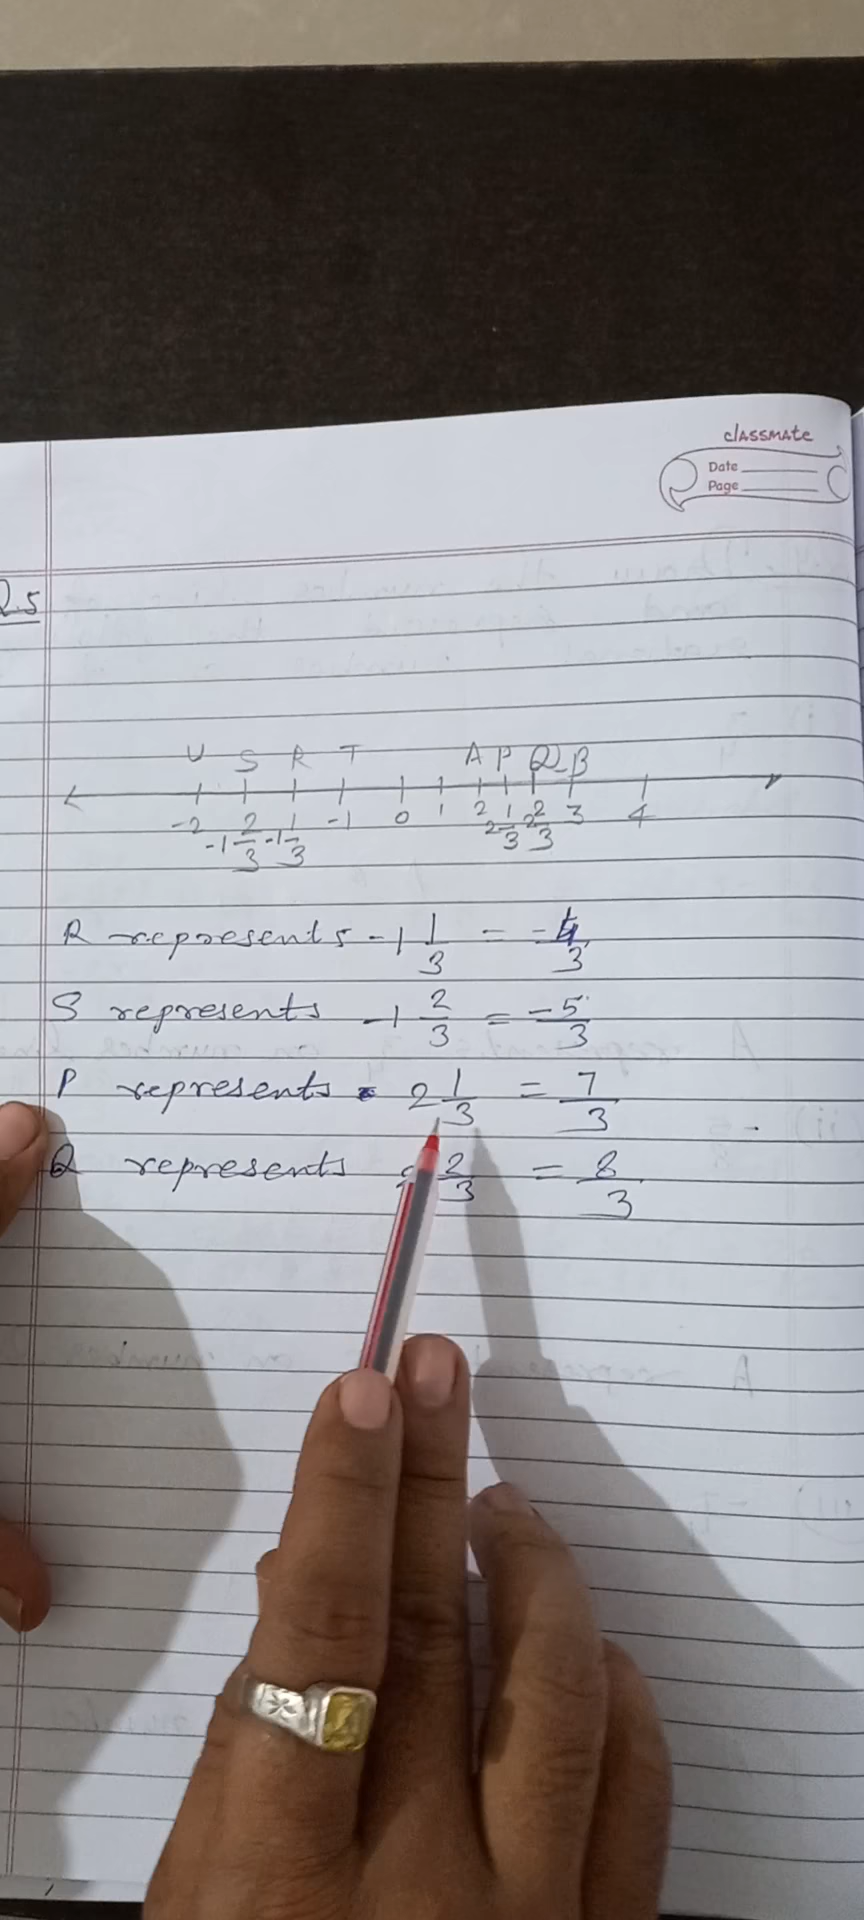 classmate
Date
Page
Q.5
U S R T A P Q B
-2 -1 2/3 -1 1/3 -1 0 1 2 2 1/3 2 2/3 3 4
R represents -1 1/3 = -4/3
S represents -1 2/3 = -5/3
P represents 2 1/3 = 7/3
Q represents 2/3 = 8/3